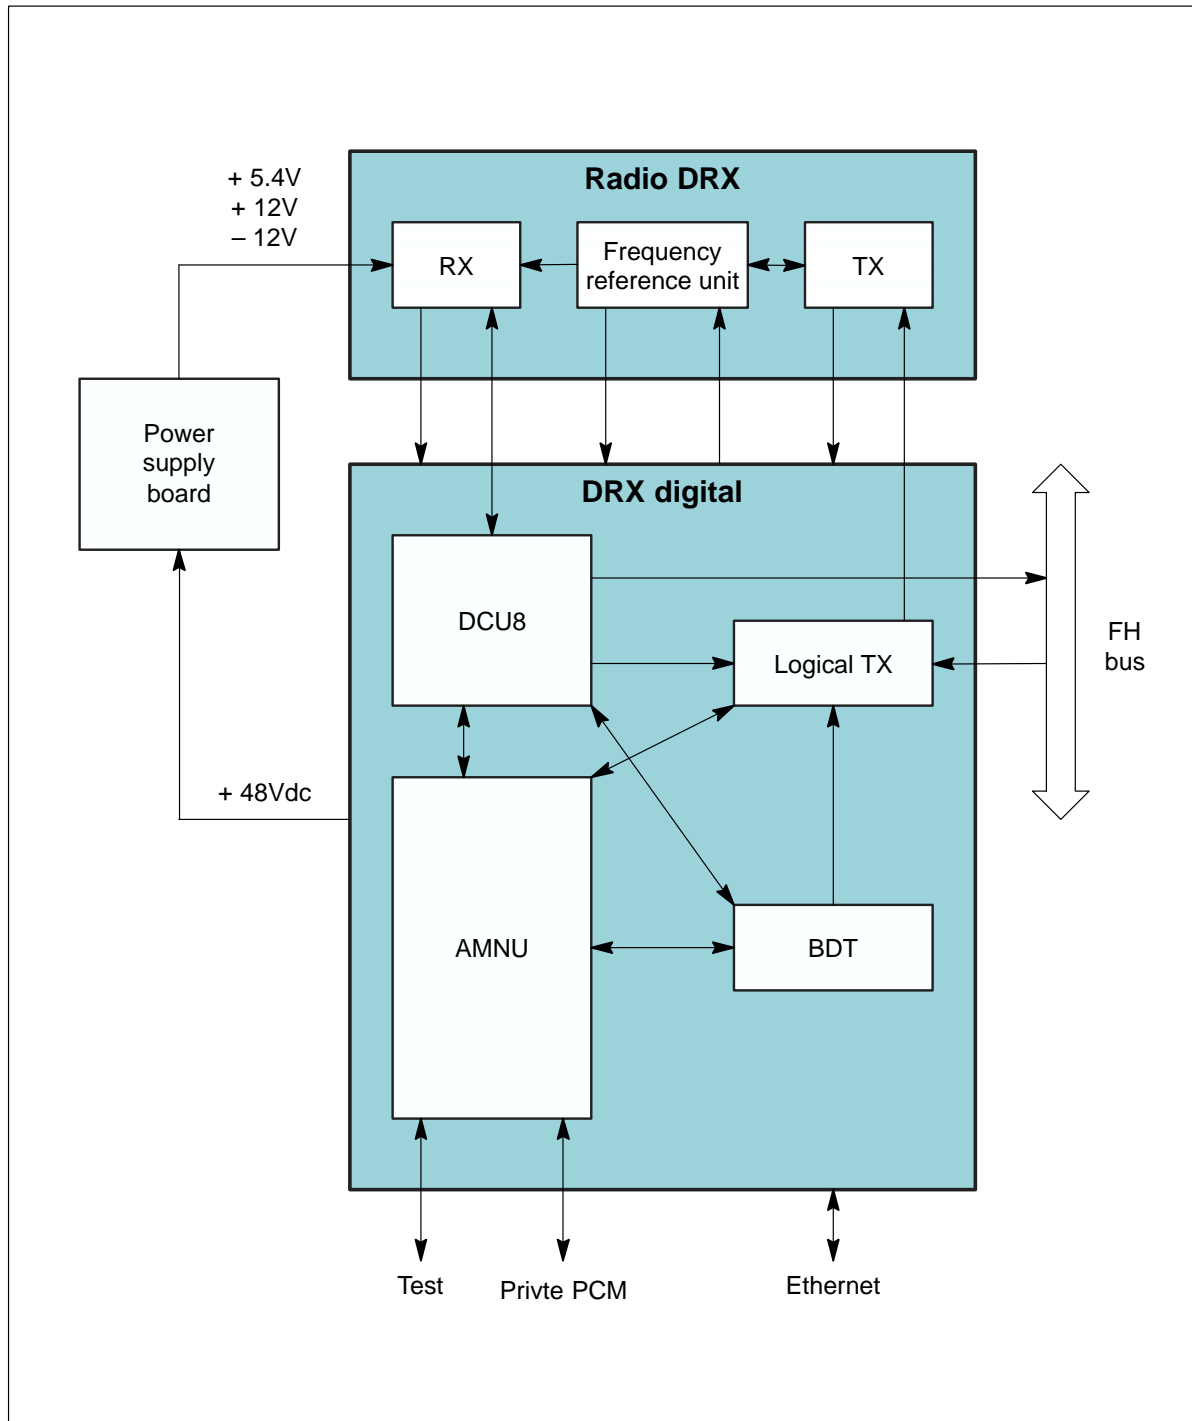 Radio DRX
+ 5.4V
+ 12V
– 12V
RX
Frequency
reference unit
TX
Power
supply
board
DRX digital
DCU8
Logical TX
FH
bus
+ 48Vdc
AMNU
BDT
Test
Privte PCM
Ethernet